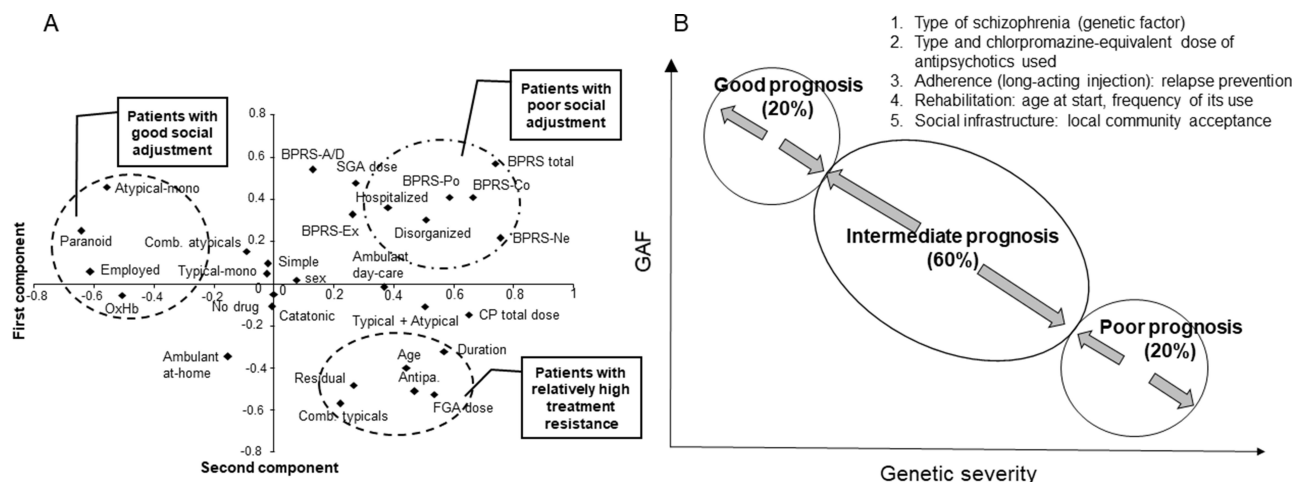 A
Patients with
good social
adjustment
Patients with
poor social
adjustment
0.8
0.6
0.4
0.2
0
-0.2
-0.4
-0.6
-0.8
-0.8
-0.6
-0.4
-0.2
0
0.2
0.4
0.6
0.8
1
First component
Second component
BPRS-A/D
SGA dose
BPRS total
BPRS-Po
BPRS-Co
Hospitalized
Atypical-mono
BPRS-Ex
Disorganized
BPRS-Ne
Paranoid
Comb. atypicals
Ambulant
day-care
Employed
Typical-mono
Simple
sex
OxHb
No drug
Catatonic
Typical + Atypical
CP total dose
Ambulant
at-home
Age
Duration
Residual
Antipa.
Comb. typicals
FGA dose
Patients with
relatively high
treatment
resistance
B
1. Type of schizophrenia (genetic factor)
2. Type and chlorpromazine-equivalent dose of
antipsychotics used
3. Adherence (long-acting injection): relapse prevention
4. Rehabilitation: age at start, frequency of its use
5. Social infrastructure: local community acceptance
Good prognosis
(20%)
Intermediate prognosis
(60%)
Poor prognosis
(20%)
GAF
Genetic severity